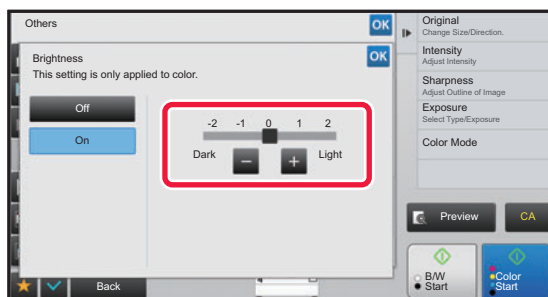 Others
OK
Brightness
OK
This setting is only applied to color.
Off
On
-2 -1 0 1 2
Dark - + Light
Back
Original
Change Size/Direction.
Intensity
Adjust Intensity
Sharpness
Adjust Outline of Image
Exposure
Select Type/Exposure
Color Mode
Preview
CA
B/W
Start
Color
Start